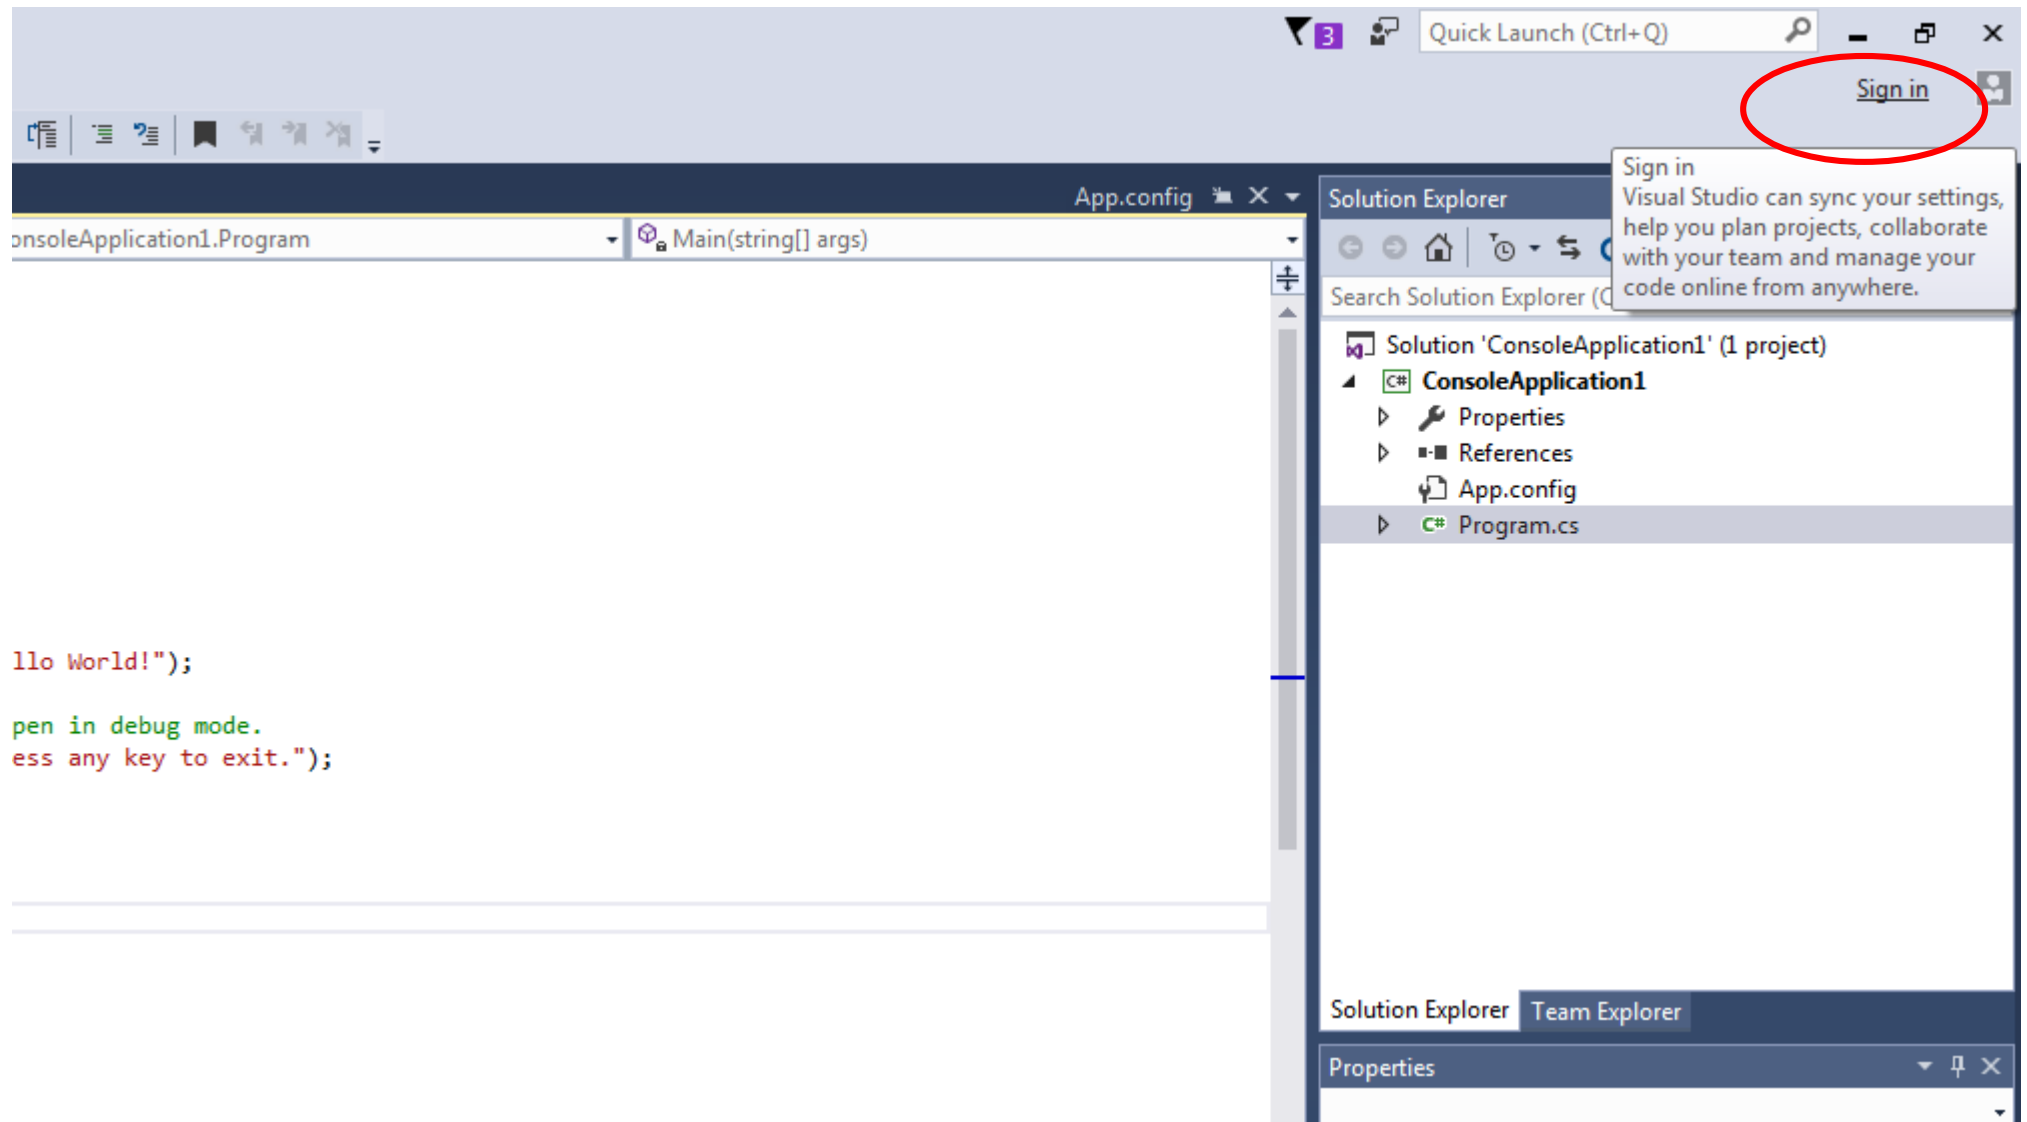 3
Quick Launch (Ctrl+Q)
Sign in
App.config
Solution Explorer
Sign in
Visual Studio can sync your settings,
help you plan projects, collaborate
with your team and manage your
code online from anywhere.
onsoleApplication1.Program
Main(string[] args)
Search Solution Explorer (C
Solution 'ConsoleApplication1' (1 project)
C# ConsoleApplication1
Properties
References
App.config
C# Program.cs
llo World!");
pen in debug mode.
ess any key to exit.");
Solution Explorer
Team Explorer
Properties